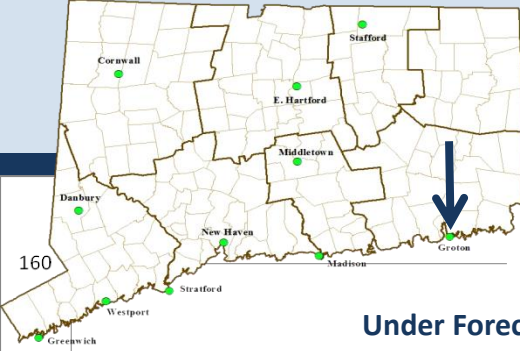 Stafford
Cornwall
E. Hartford
Middletown
Danbury
New Haven
Groton
160
Madison
Stratford
Westport
Under Forec
Greenwich